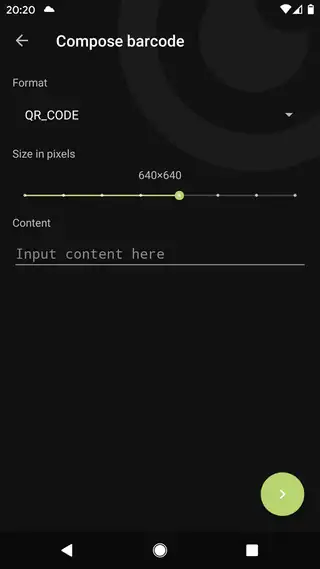 20:20
Compose barcode
Format
QR_CODE
Size in pixels
640×640
Content
Input content here